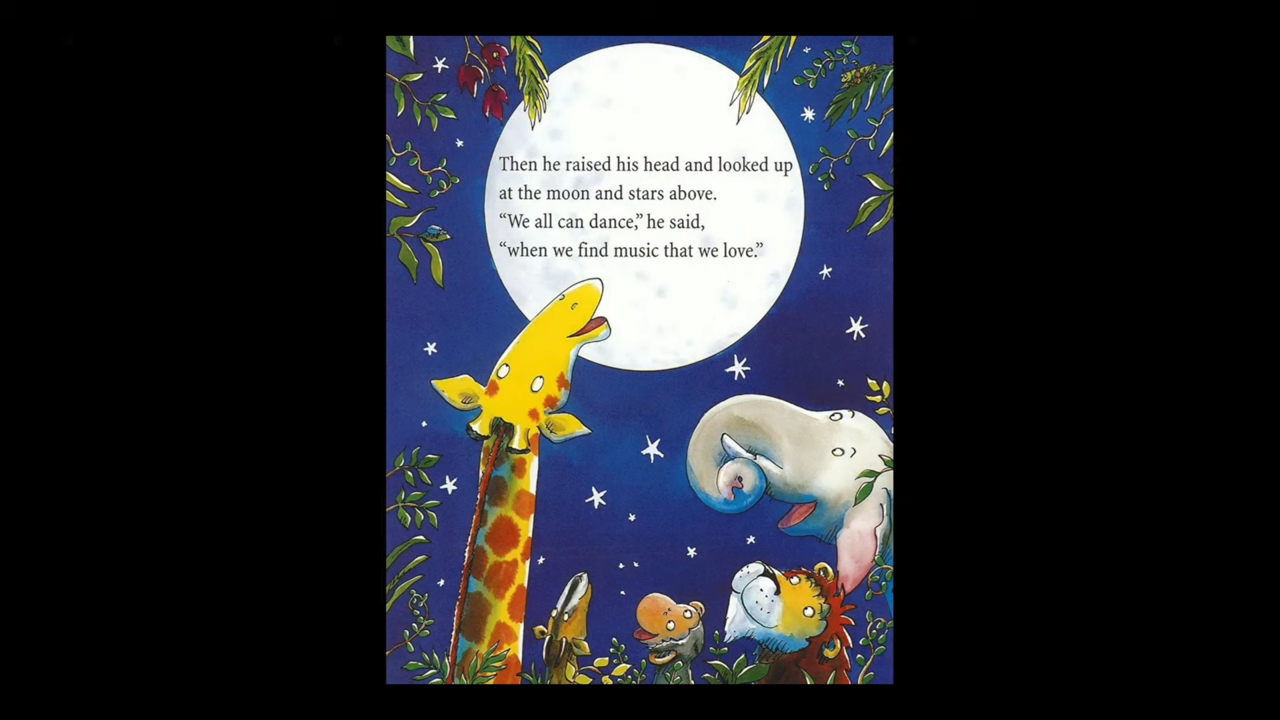 Then he raised his head and looked up
at the moon and stars above.
“We all can dance,” he said,
“when we find music that we love.”